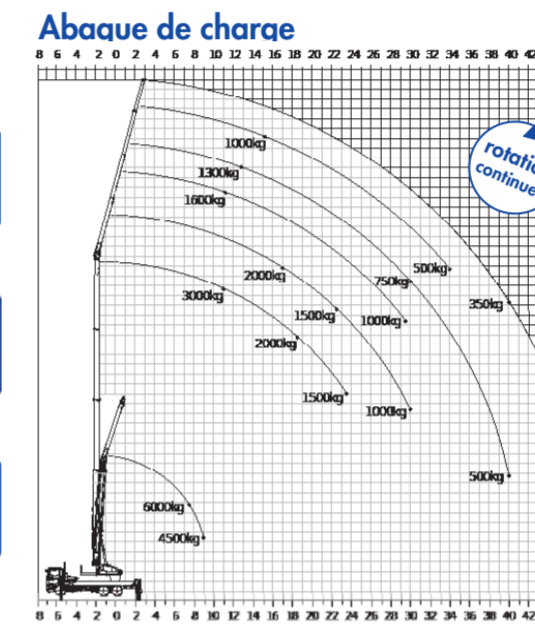 Abaque de charge
8 6 4 2 0 2 4 6 8 10 12 14 16 18 20 22 24 26 28 30 32 34 36 38 40 42
1000kg
rotati
continue
1300kg
1600kg
500kg
2000kg
750kg
3000kg
350kg
1500kg
1000kg
2000kg
1500kg
1000kg
500kg
6000kg
4500kg
8 6 4 2 0 2 4 6 8 10 12 14 16 18 20 22 24 26 28 30 32 34 36 38 40 42